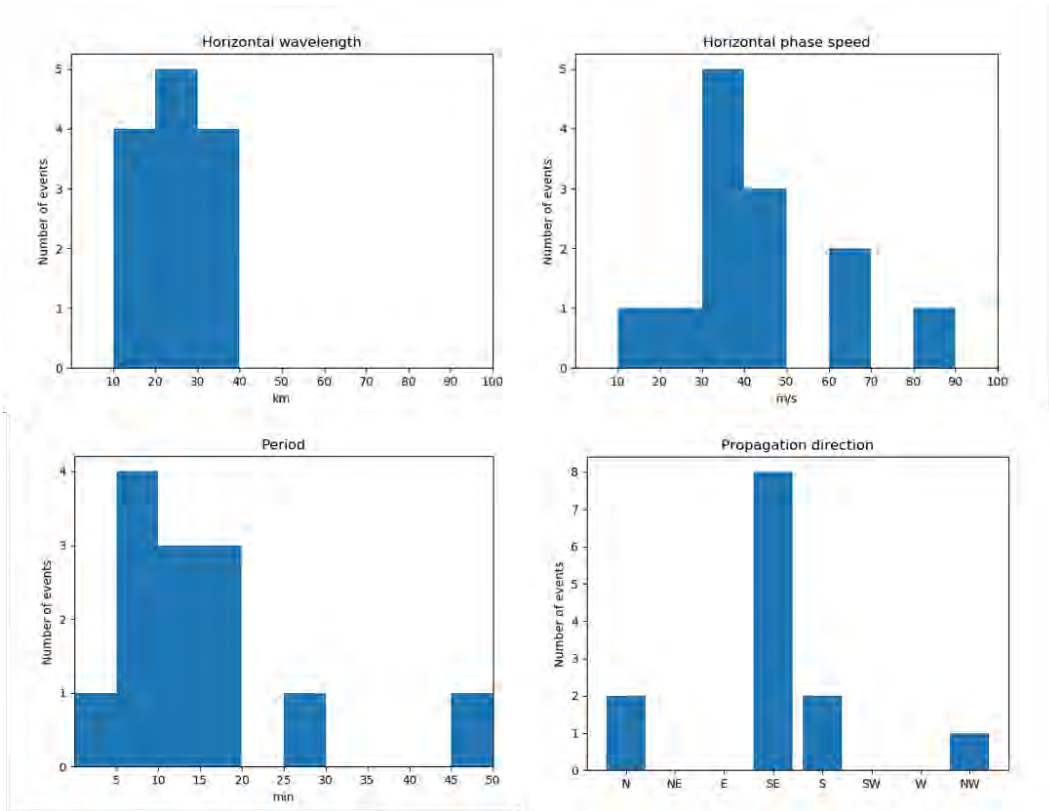 Horizontal wavelength
Number of events
5
4
3
2
1
0
10 20 30 40 50 60 70 80 90 100
km
Horizontal phase speed
Number of events
5
4
3
2
1
0
10 20 30 40 50 60 70 80 90 100
m/s
Period
Number of events
4
3
2
1
0
5 10 15 20 25 30 35 40 45 50
min
Propagation direction
Number of events
8
7
6
5
4
3
2
1
0
N NE E SE S SW W NW